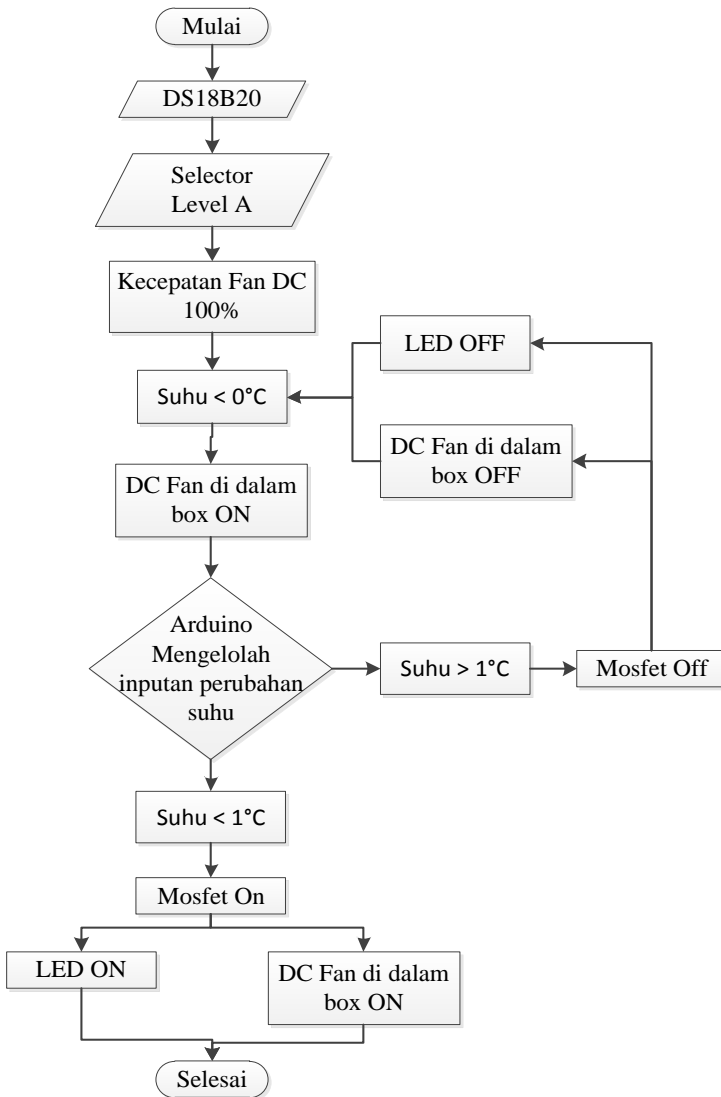 Mulai
DS18B20
Selector
Level A
Kecepatan Fan DC
100%
LED OFF
Suhu < 0°C
DC Fan di dalam
box OFF
DC Fan di dalam
box ON
Arduino
Mengelolah
inputan perubahan
suhu
Suhu > 1°C
Mosfet Off
Suhu < 1°C
Mosfet On
LED ON
DC Fan di dalam
box ON
Selesai